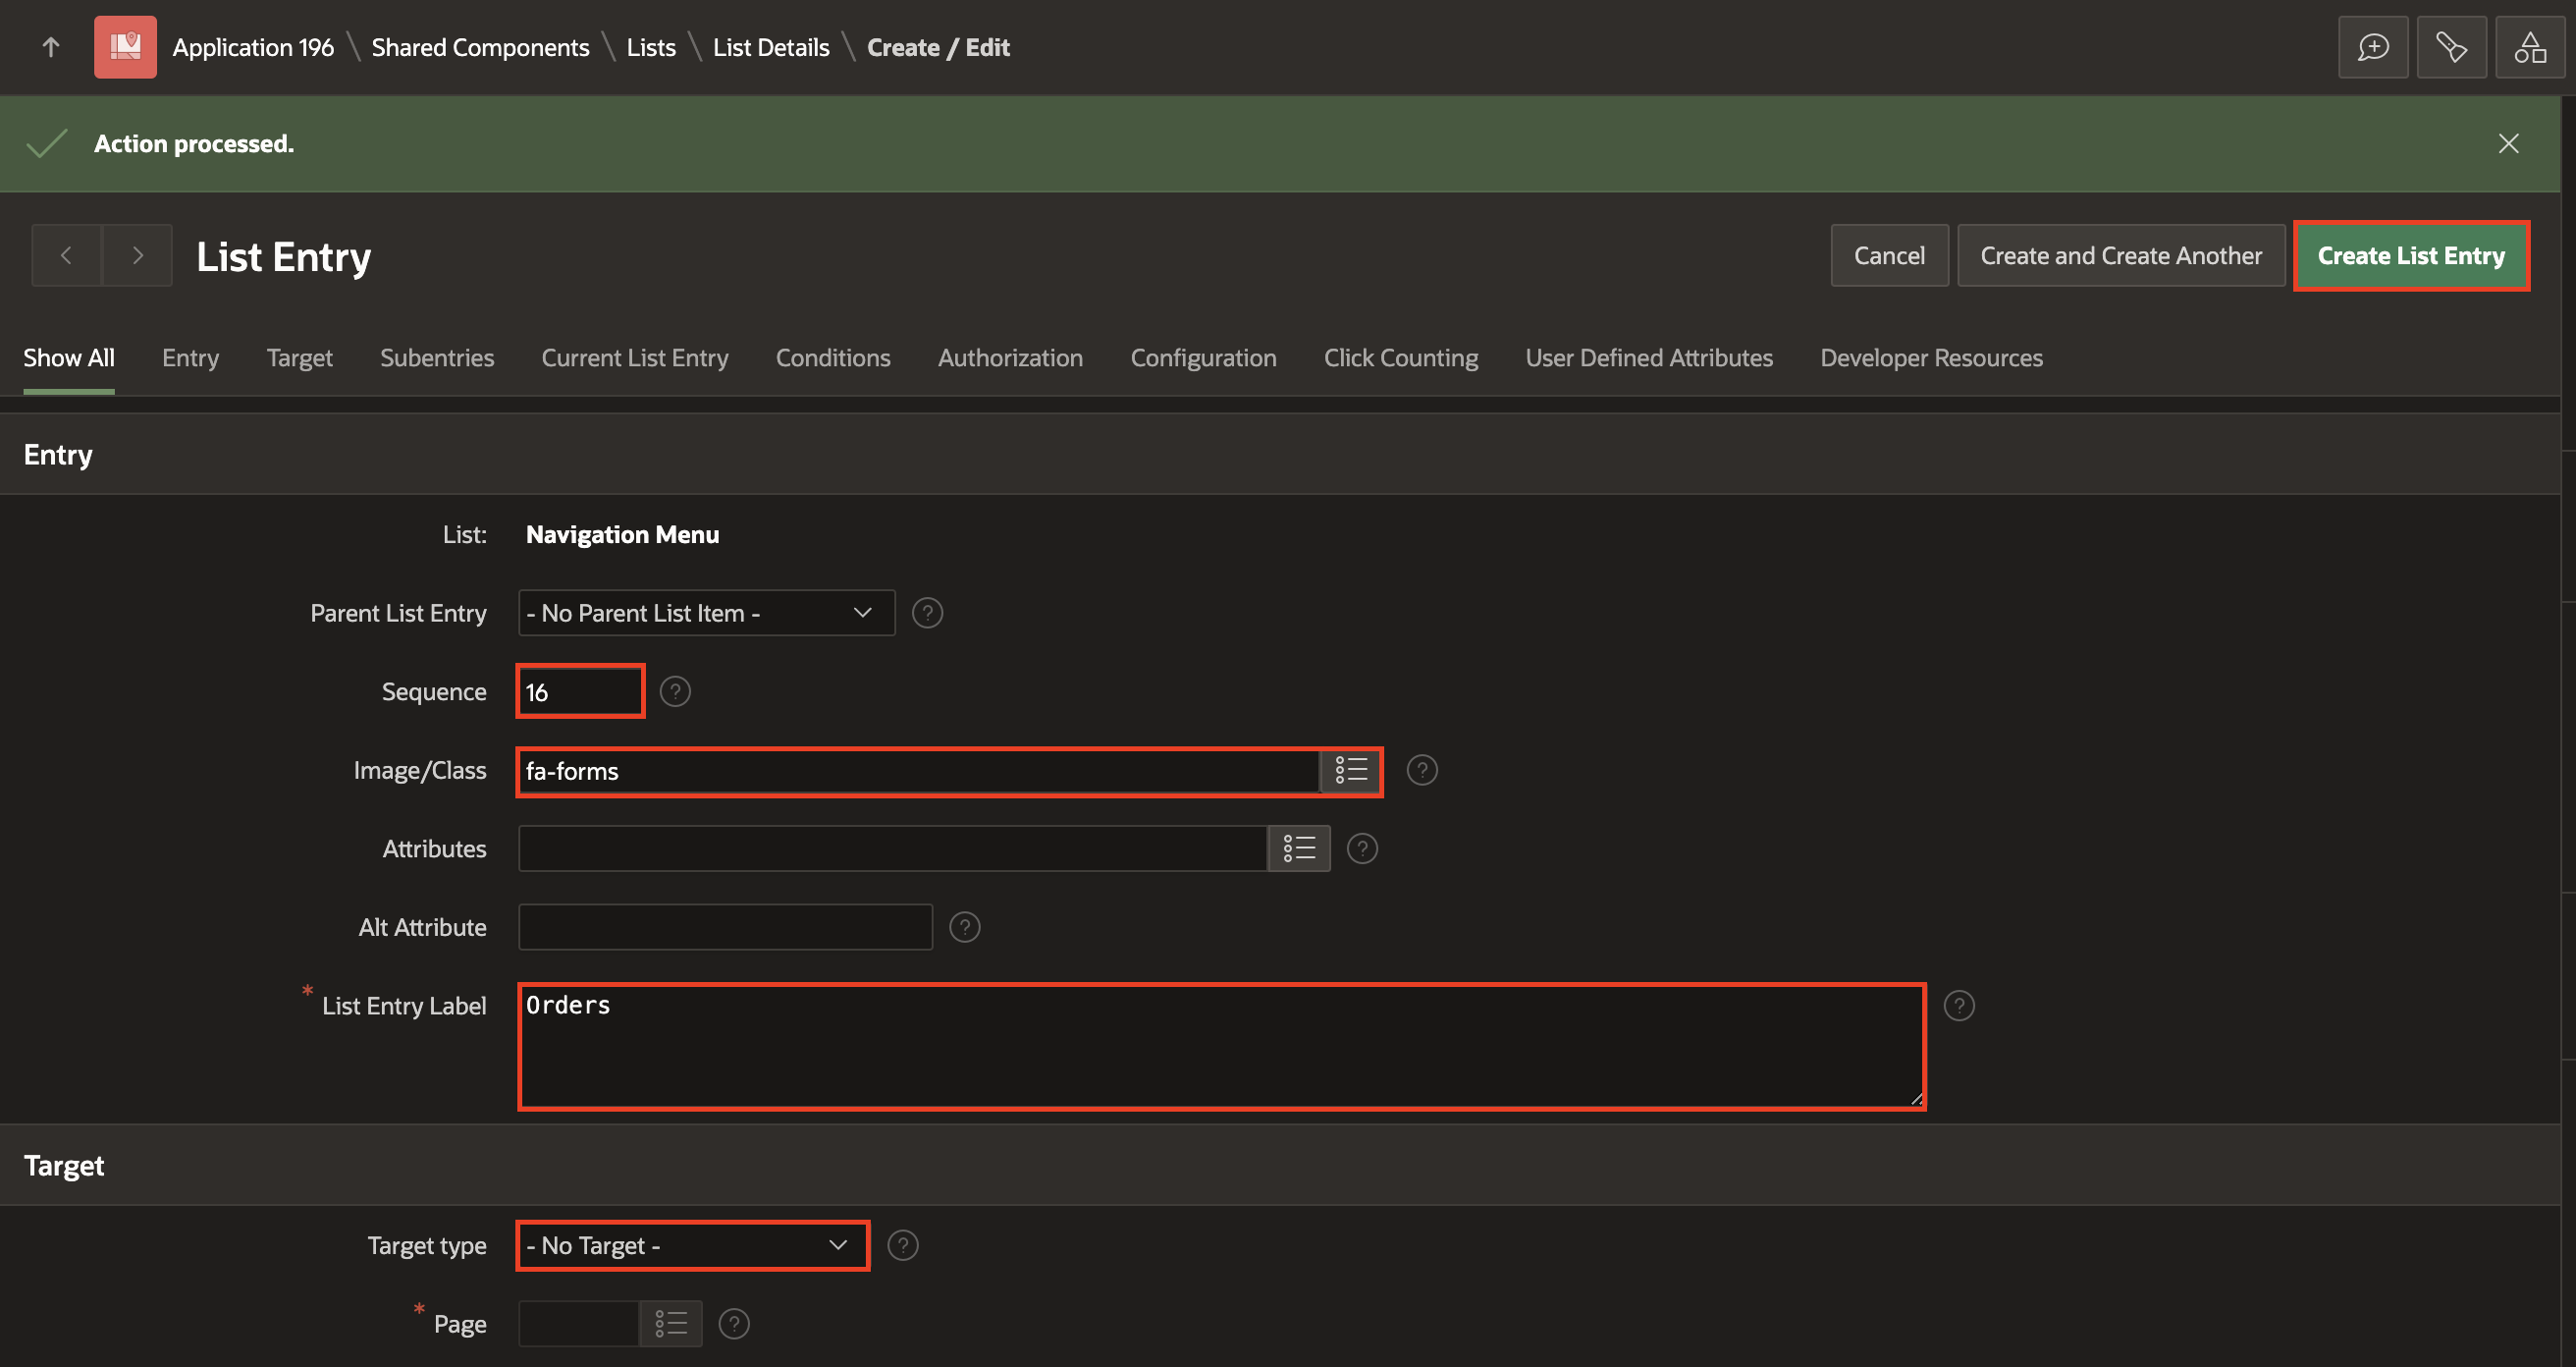 Application 196 \ Shared Components \ Lists \ List Details \ Create / Edit
Action processed.
List Entry
Cancel
Create and Create Another
Create List Entry
Show All Entry Target Subentries Current List Entry Conditions Authorization Configuration Click Counting User Defined Attributes Developer Resources
Entry
List: Navigation Menu
Parent List Entry - No Parent List Item - ?
Sequence 16 ?
Image/Class fa-forms ?
Attributes ?
Alt Attribute ?
* List Entry Label Orders ?
Target
Target type - No Target - ?
* Page ?